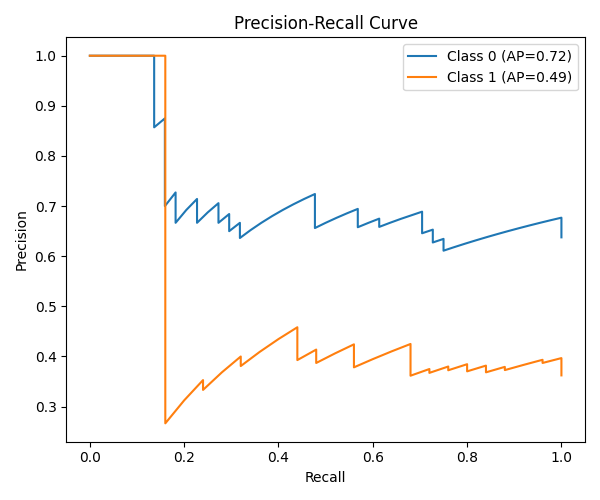 Precision-Recall Curve
Class 0 (AP=0.72)
Class 1 (AP=0.49)
Precision
1.0
0.9
0.8
0.7
0.6
0.5
0.4
0.3
0.0 0.2 0.4 0.6 0.8 1.0
Recall